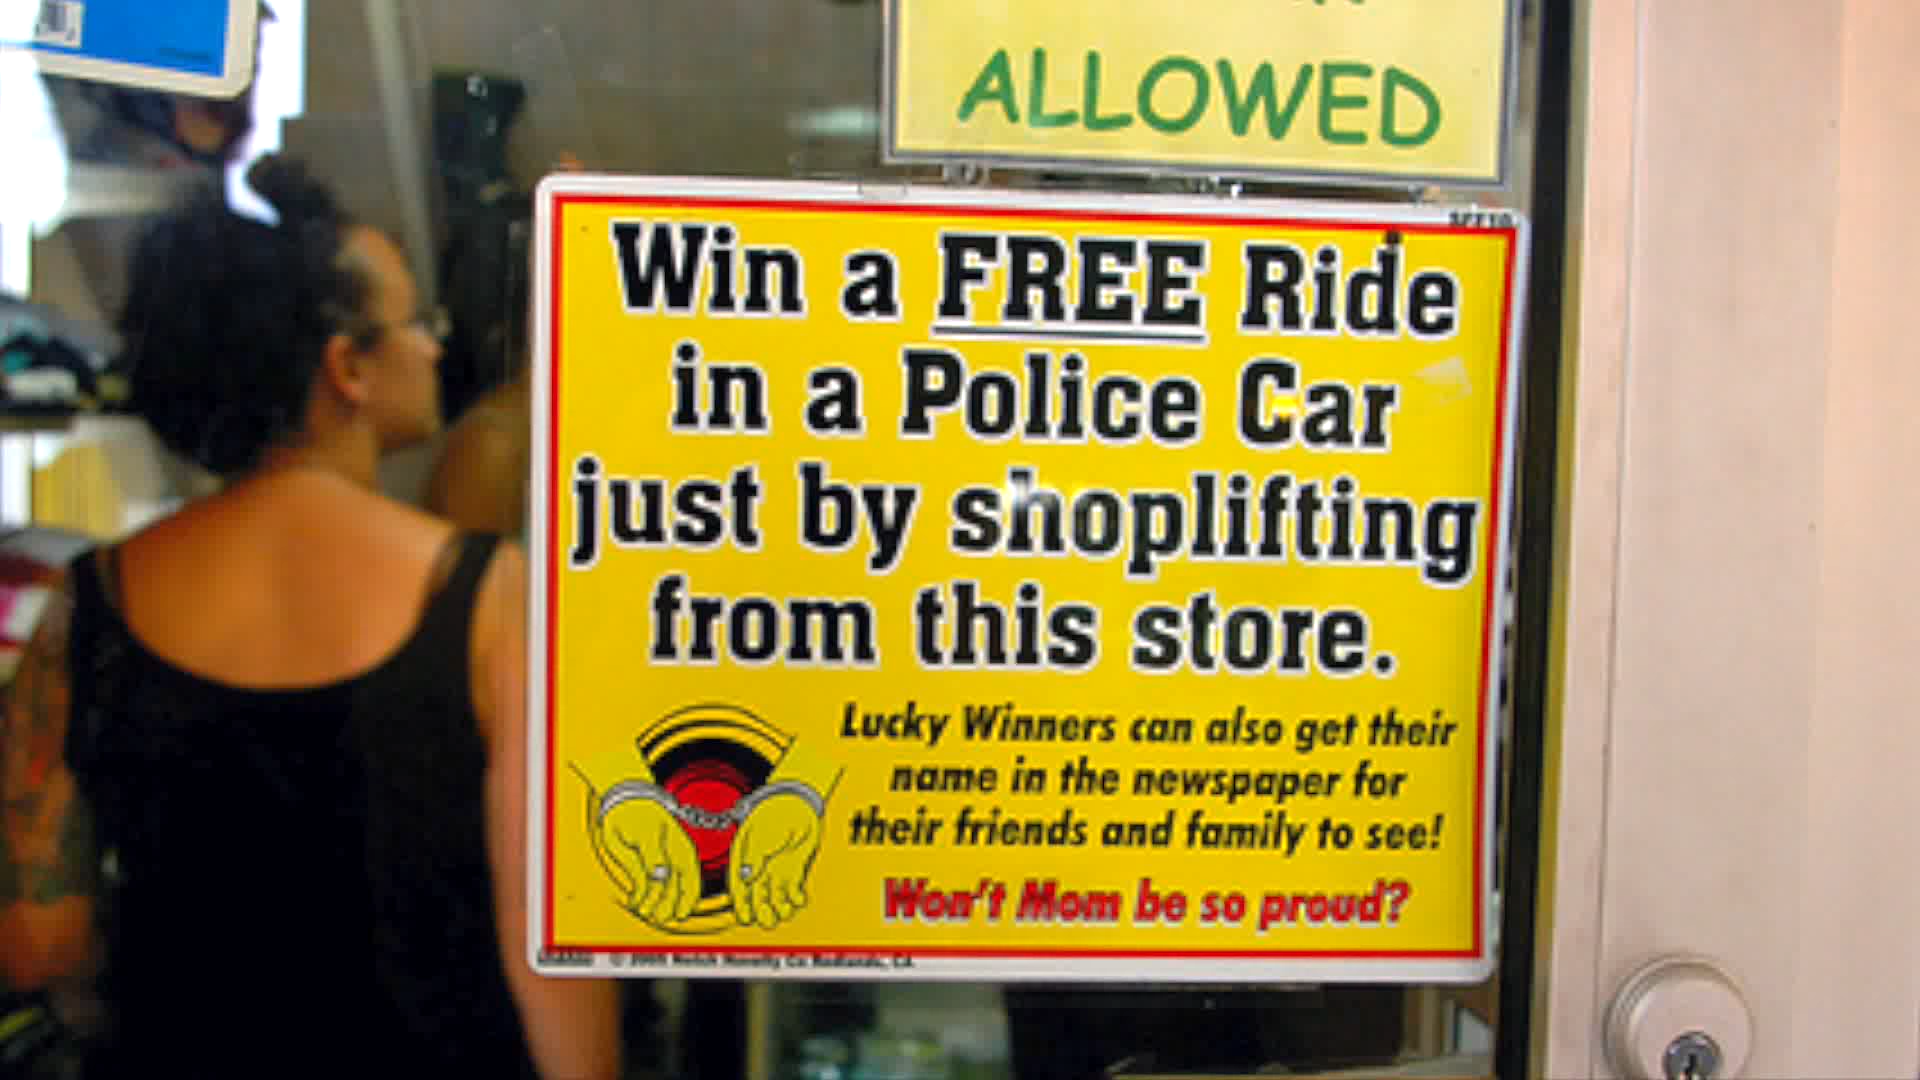 ALLOWED
Win a FREE Ride
in a Police Car
just by shoplifting
from this store.
Lucky Winners can also get their
name in the newspaper for
their friends and family to see!
Won't Mom be so proud?